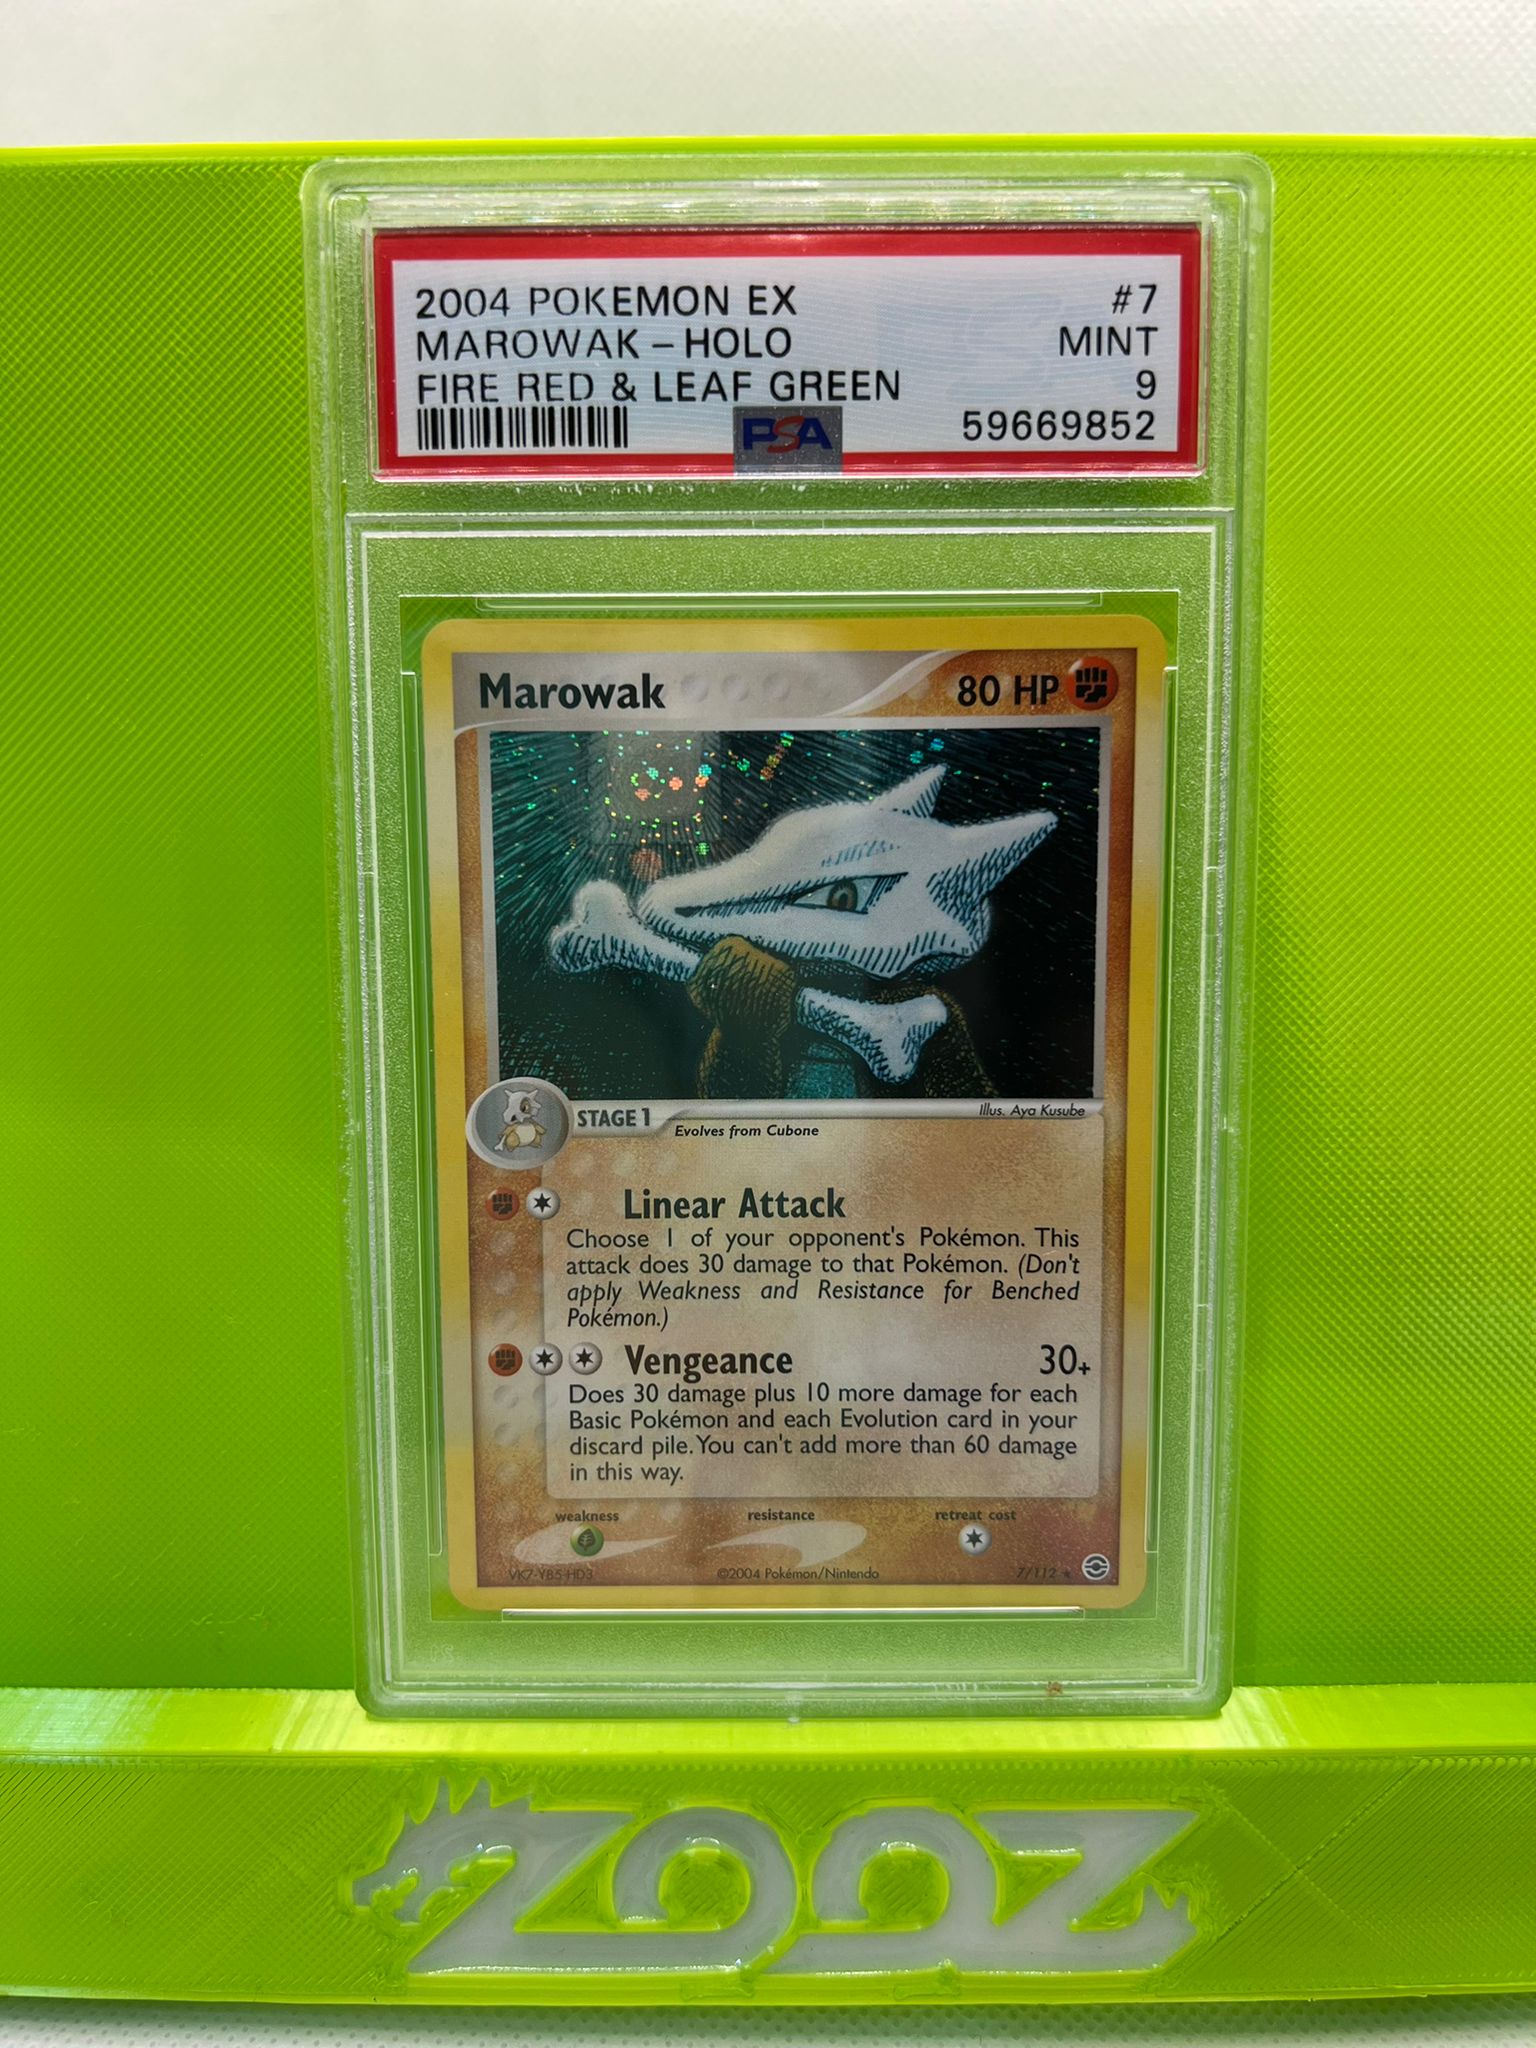 2004 POKEMON EX #7
MAROWAK - HOLO MINT
FIRE RED & LEAF GREEN 9
PSA 59669852
Marowak 80 HP
Illus. Aya Kusube
STAGE 1
Evolves from Cubone
Linear Attack
Choose 1 of your opponent's Pokémon. This
attack does 30 damage to that Pokémon. (Don't
apply Weakness and Resistance for Benched
Pokémon.)
Vengeance 30+
Does 30 damage plus 10 more damage for each
Basic Pokémon and each Evolution card in your
discard pile. You can't add more than 60 damage
in this way.
weakness resistance retreat cost
VK7-YB5-HD3 ©2004 Pokémon/Nintendo 7/112 ★
ZOOZ